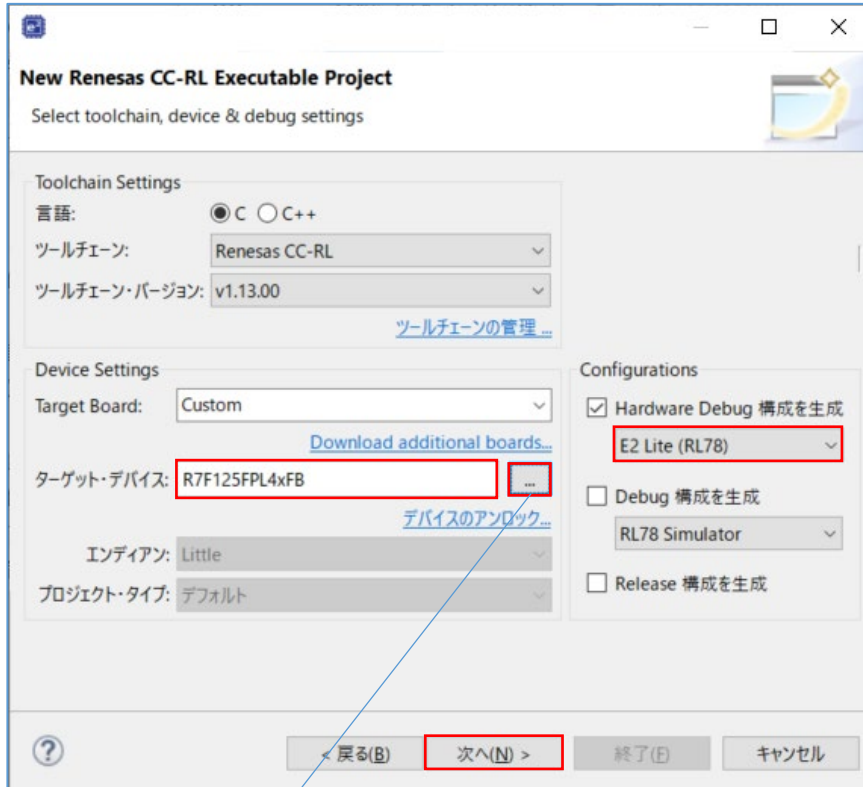 New Renesas CC-RL Executable Project
Select toolchain, device & debug settings
Toolchain Settings
言語: C C++
ツールチェーン: Renesas CC-RL
ツールチェーン・バージョン: v1.13.00
ツールチェーンの管理 ...
Device Settings
Target Board: Custom
Download additional boards...
ターゲット・デバイス: R7F125FPL4xFB ...
デバイスのアンロック...
エンディアン: Little
プロジェクト・タイプ: デフォルト
Configurations
Hardware Debug 構成を生成
E2 Lite (RL78)
Debug 構成を生成
RL78 Simulator
Release 構成を生成
? < 戻る(B) 次へ(N) > 終了(F) キャンセル